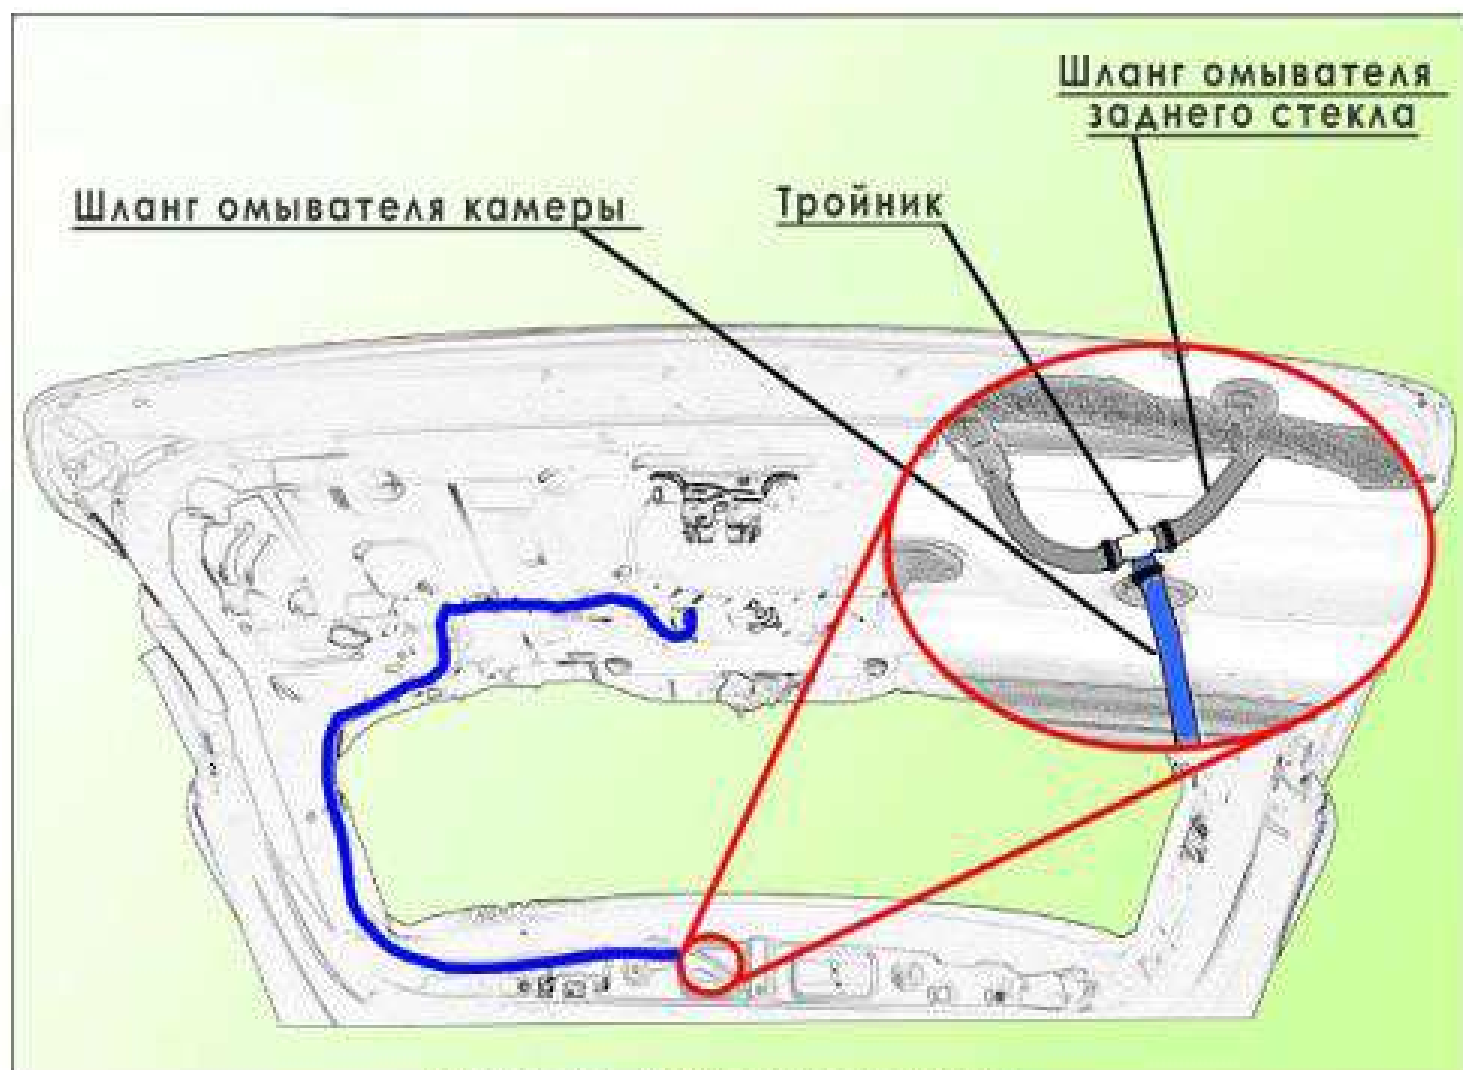 Шланг омывателя
заднего стекла
Шланг омывателя камеры
Тройник